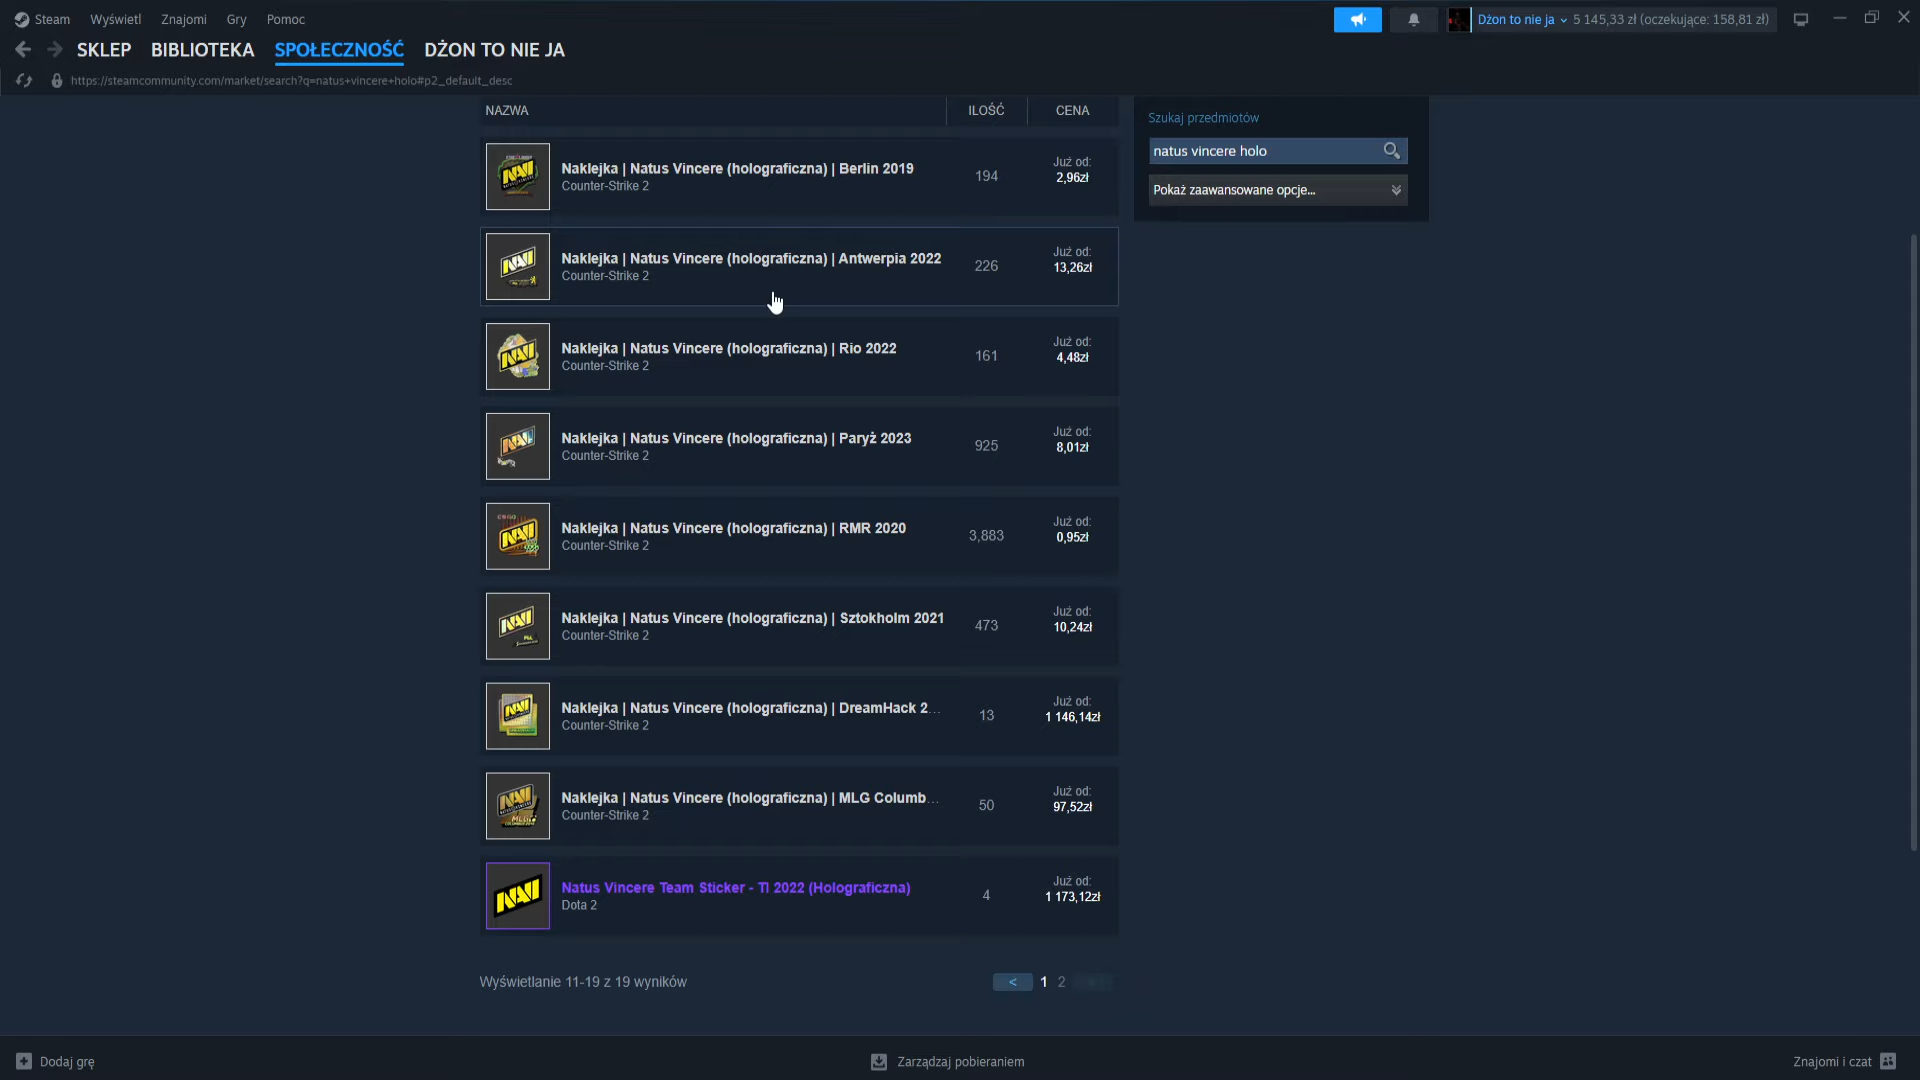 Steam Wyświetl Znajomi Gry Pomoc
Dżon to nie ja 5 145,33 zł (oczekujące: 158,81 zł)
SKLEP BIBLIOTEKA SPOŁECZNOŚĆ DŻON TO NIE JA
https://steamcommunity.com/market/search?q=natus+vincere+holo#p2_default_desc
NAZWA ILOŚĆ CENA
Szukaj przedmiotów
natus vincere holo
Pokaż zaawansowane opcje...
Naklejka | Natus Vincere (holograficzna) | Berlin 2019
Counter-Strike 2
194
Już od:
2,96zł
Naklejka | Natus Vincere (holograficzna) | Antwerpia 2022
Counter-Strike 2
226
Już od:
13,26zł
Naklejka | Natus Vincere (holograficzna) | Rio 2022
Counter-Strike 2
161
Już od:
4,48zł
Naklejka | Natus Vincere (holograficzna) | Paryż 2023
Counter-Strike 2
925
Już od:
8,01zł
Naklejka | Natus Vincere (holograficzna) | RMR 2020
Counter-Strike 2
3,883
Już od:
0,95zł
Naklejka | Natus Vincere (holograficzna) | Sztokholm 2021
Counter-Strike 2
473
Już od:
10,24zł
Naklejka | Natus Vincere (holograficzna) | DreamHack 2...
Counter-Strike 2
13
Już od:
1 146,14zł
Naklejka | Natus Vincere (holograficzna) | MLG Columb...
Counter-Strike 2
50
Już od:
97,52zł
Natus Vincere Team Sticker - TI 2022 (Holograficzna)
Dota 2
4
Już od:
1 173,12zł
Wyświetlanie 11-19 z 19 wyników
< 1 2
Dodaj grę
Zarządzaj pobieraniem
Znajomi i czat